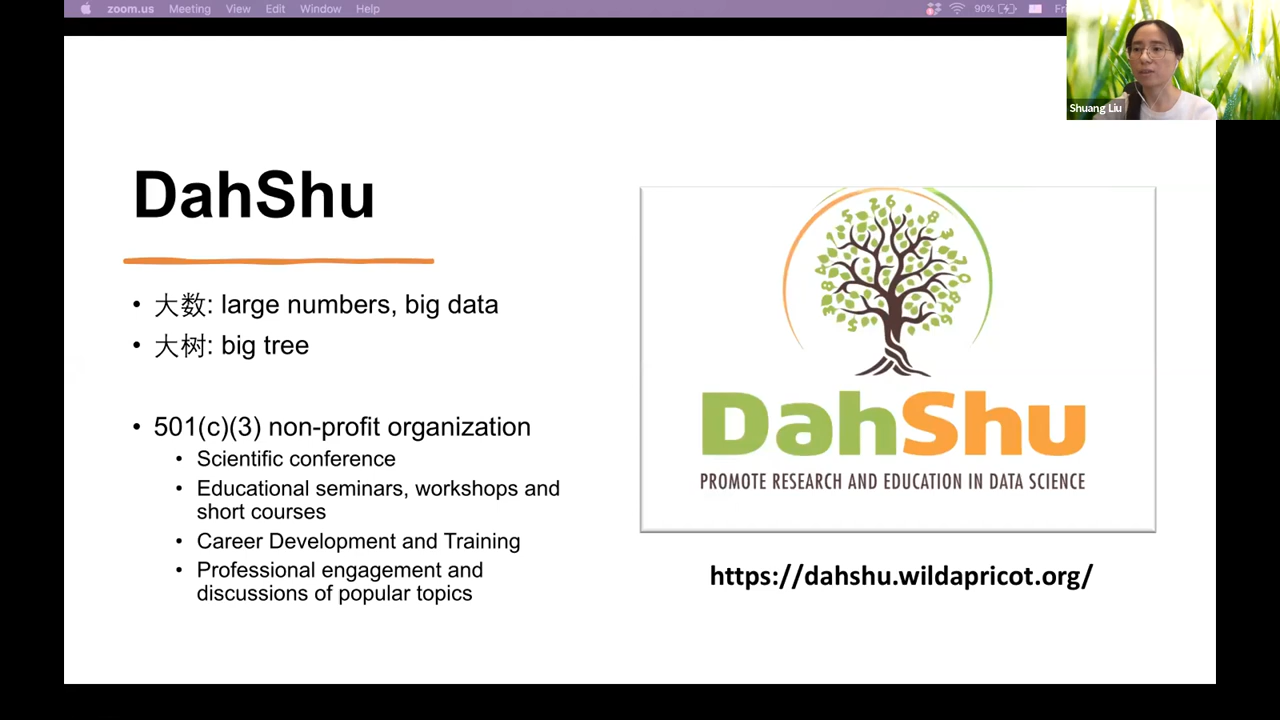 zoom.us Meeting View Edit Window Help 90%
Shuang Liu
DahShu
• 大数: large numbers, big data
• 大树: big tree
• 501(c)(3) non-profit organization
• Scientific conference
• Educational seminars, workshops and
short courses
• Career Development and Training
• Professional engagement and
discussions of popular topics
DahShu
PROMOTE RESEARCH AND EDUCATION IN DATA SCIENCE
https://dahshu.wildapricot.org/